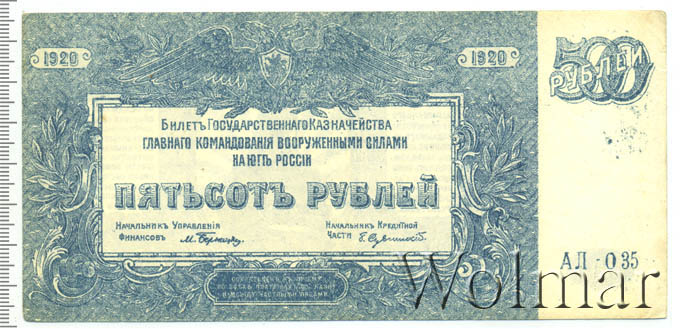 1920
1920
500
РУБЛЕЙ
БИЛЕТЪ ГОСУДАРСТВЕННАГО КАЗНАЧЕЙСТВА
ГЛАВНАГО КОМАНДОВАНІЯ ВООРУЖЕННЫМИ СИЛАМИ
НА ЮГѢ РОССІИ
ПЯТЬСОТЪ РУБЛЕЙ
НАЧАЛЬНИКЪ УПРАВЛЕНІЯ
ФИНАНСОВЪ
НАЧАЛЬНИКЪ КРЕДИТНОЙ
ЧАСТИ
АЛ-035
Wolmar